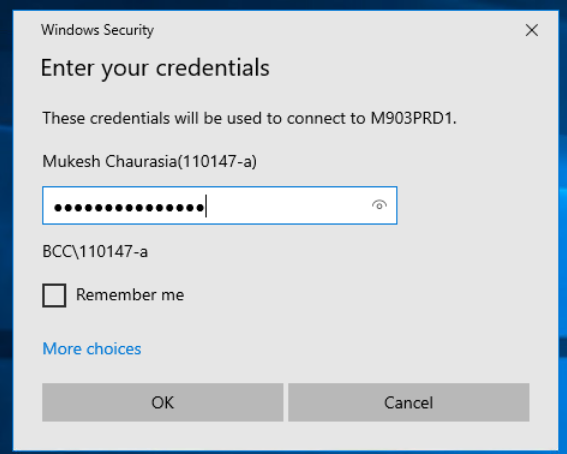 Windows Security
Enter your credentials
These credentials will be used to connect to M903PRD1.
Mukesh Chaurasia(110147-a)
●●●●●●●●●●●●●●●
BCC\110147-a
Remember me
More choices
OK
Cancel